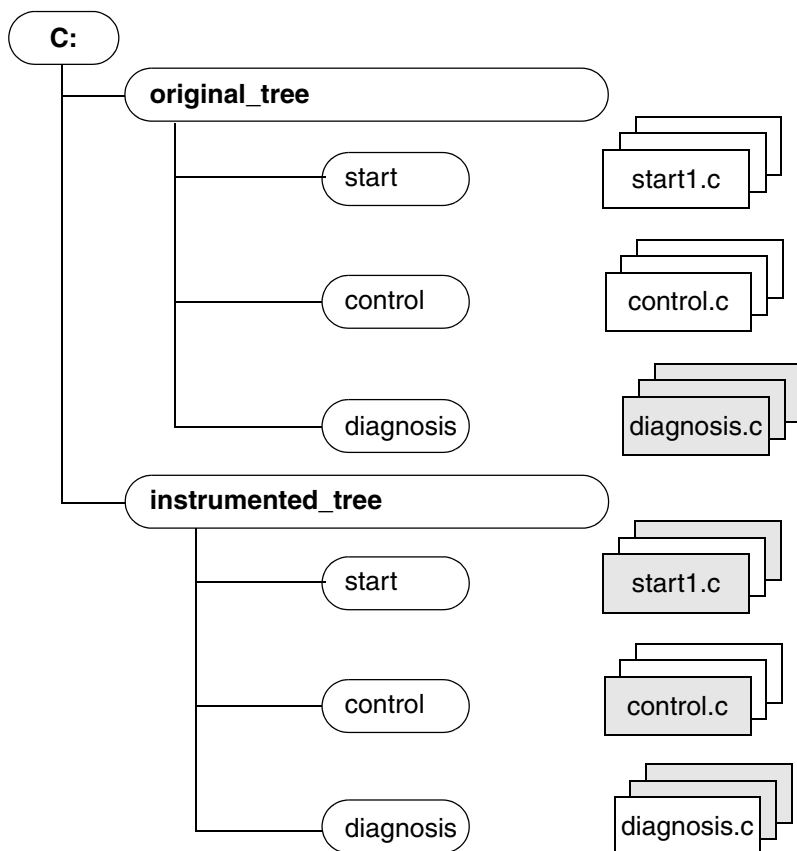 C:
original_tree
start
start1.c
control
control.c
diagnosis
diagnosis.c
instrumented_tree
start
start1.c
control
control.c
diagnosis
diagnosis.c